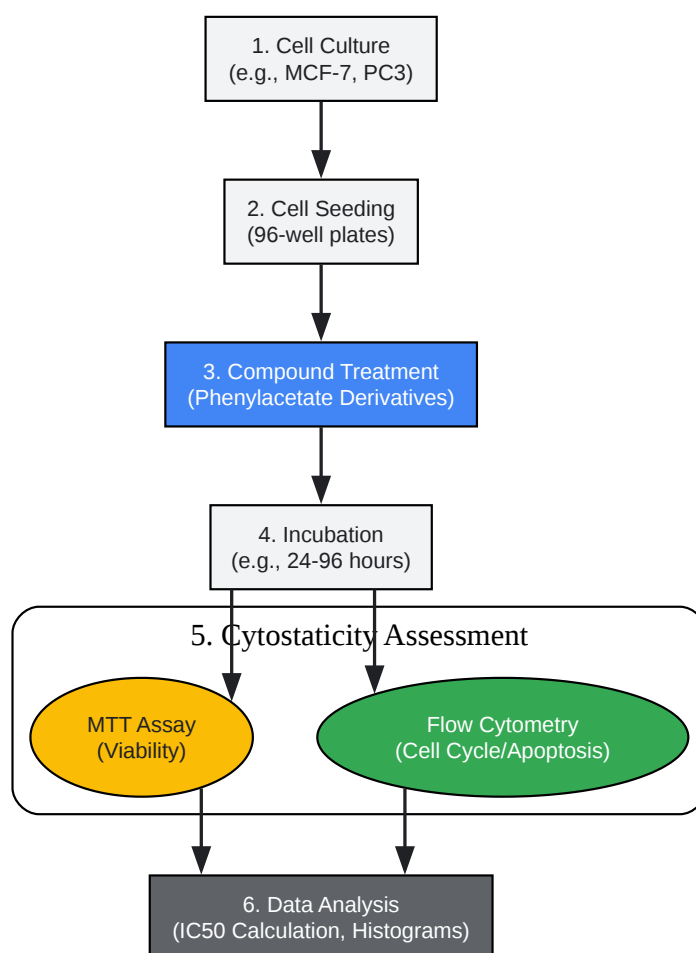 1. Cell Culture
(e.g., MCF-7, PC3)
2. Cell Seeding
(96-well plates)
3. Compound Treatment
(Phenylacetate Derivatives)
4. Incubation
(e.g., 24-96 hours)
5. Cytostaticity Assessment
MTT Assay
(Viability)
Flow Cytometry
(Cell Cycle/Apoptosis)
6. Data Analysis
(IC50 Calculation, Histograms)